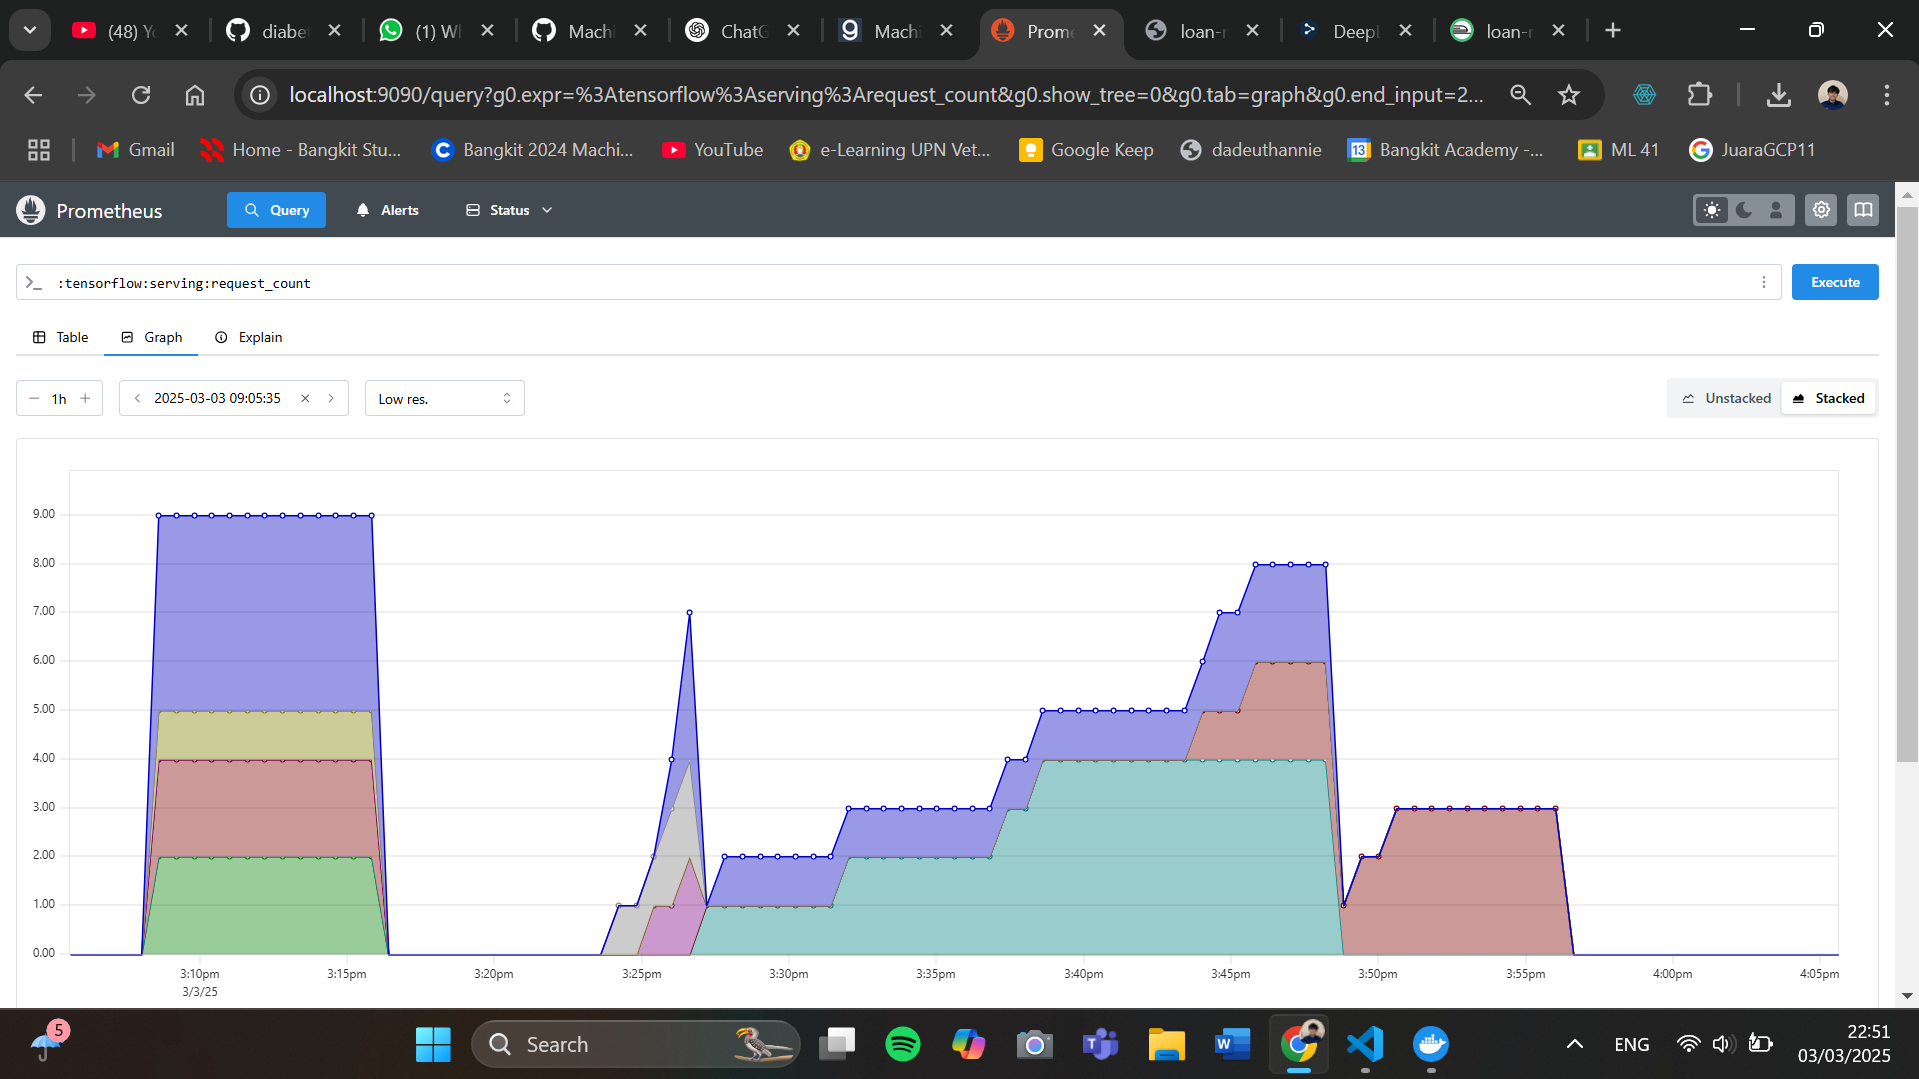 (48) Yo
diabe
(1) Wh
Machi
ChatG
Machi
Prome
loan-r
Deepl
loan-r
localhost:9090/query?g0.expr=%3Atensorflow%3Aserving%3Arequest_count&g0.show_tree=0&g0.tab=graph&g0.end_input=2...
Gmail
Home - Bangkit Stu...
Bangkit 2024 Machi...
YouTube
e-Learning UPN Vet...
Google Keep
dadeuthannie
13
Bangkit Academy -...
ML 41
JuaraGCP11
Prometheus
Query
Alerts
Status
:tensorflow:serving:request_count
Execute
Table
Graph
Explain
1h
2025-03-03 09:05:35
Low res.
Unstacked
Stacked
9.00
8.00
7.00
6.00
5.00
4.00
3.00
2.00
1.00
0.00
3:10pm
3:15pm
3:20pm
3:25pm
3:30pm
3:35pm
3:40pm
3:45pm
3:50pm
3:55pm
4:00pm
4:05pm
3/3/25
5
Search
ENG
22:51
03/03/2025